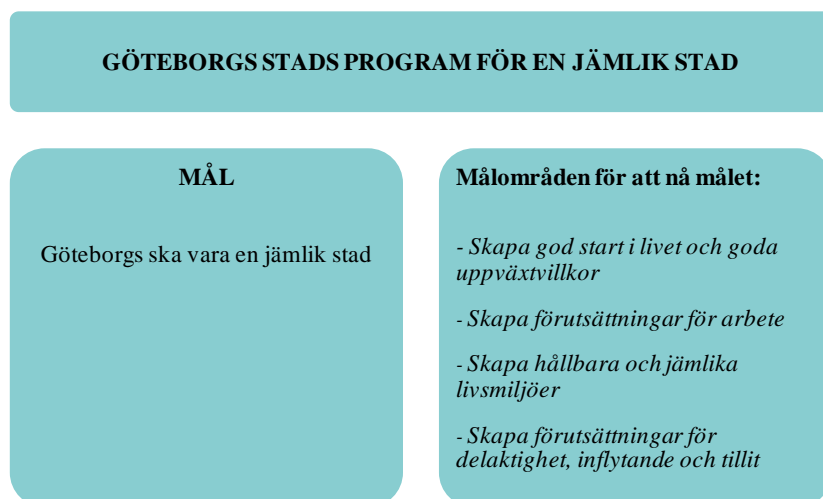 GÖTEBORGS STADS PROGRAM FÖR EN JÄMLIK STAD
MÅL
Göteborgs ska vara en jämlik stad
Målområden för att nå målet:
- Skapa god start i livet och goda
uppväxtvillkor
- Skapa förutsättningar för arbete
- Skapa hållbara och jämlika
livsmiljöer
- Skapa förutsättningar för
delaktighet, inflytande och tillit